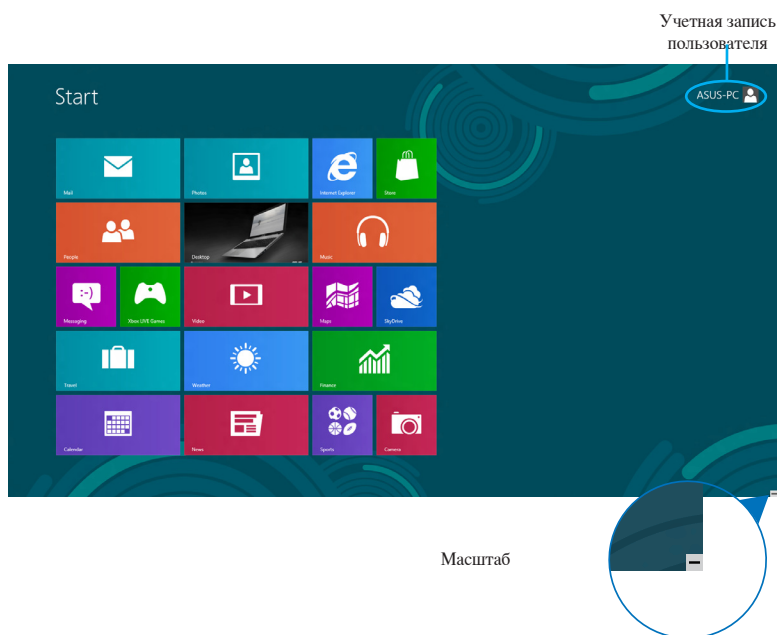 Учетная запись
пользователя
Start
ASUS-PC
Mail
Photos
Internet Explorer
Store
People
Desktop
Music
Messaging
Xbox LIVE Games
Video
Maps
SkyDrive
Travel
Weather
Finance
Calendar
News
Sports
Camera
Масштаб